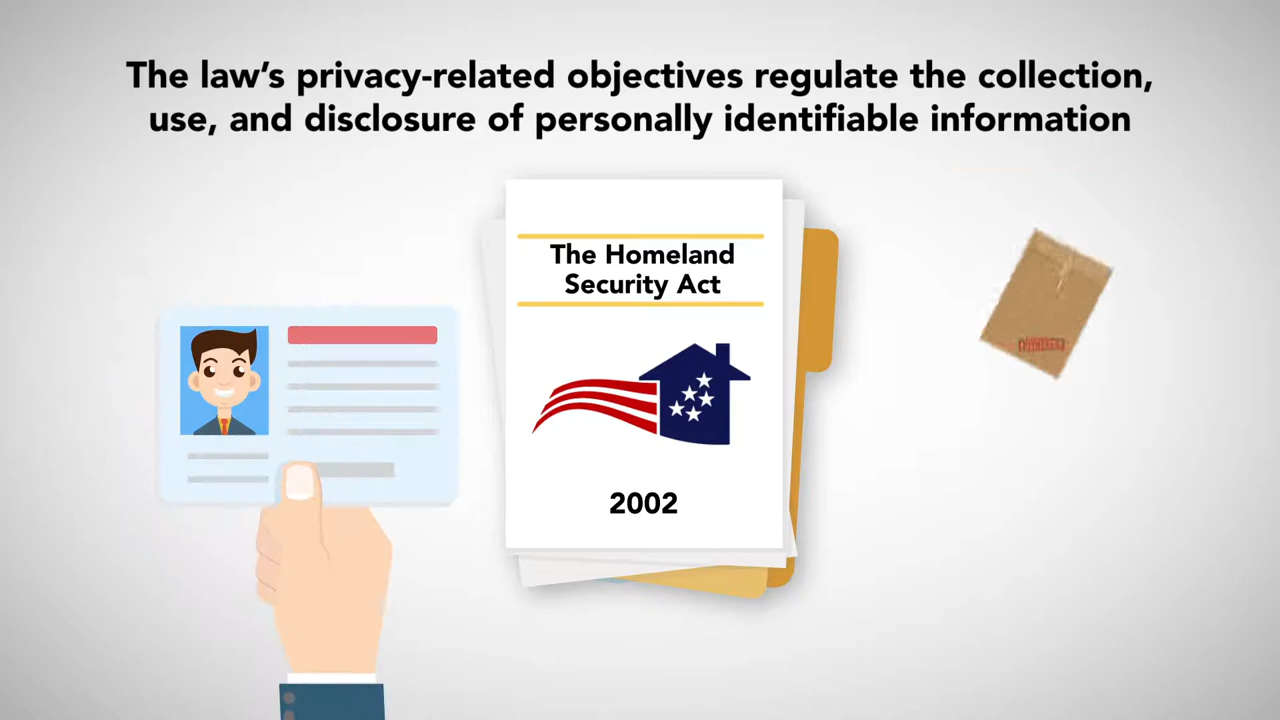 The law's privacy-related objectives regulate the collection,
use, and disclosure of personally identifiable information
The Homeland
Security Act
2002